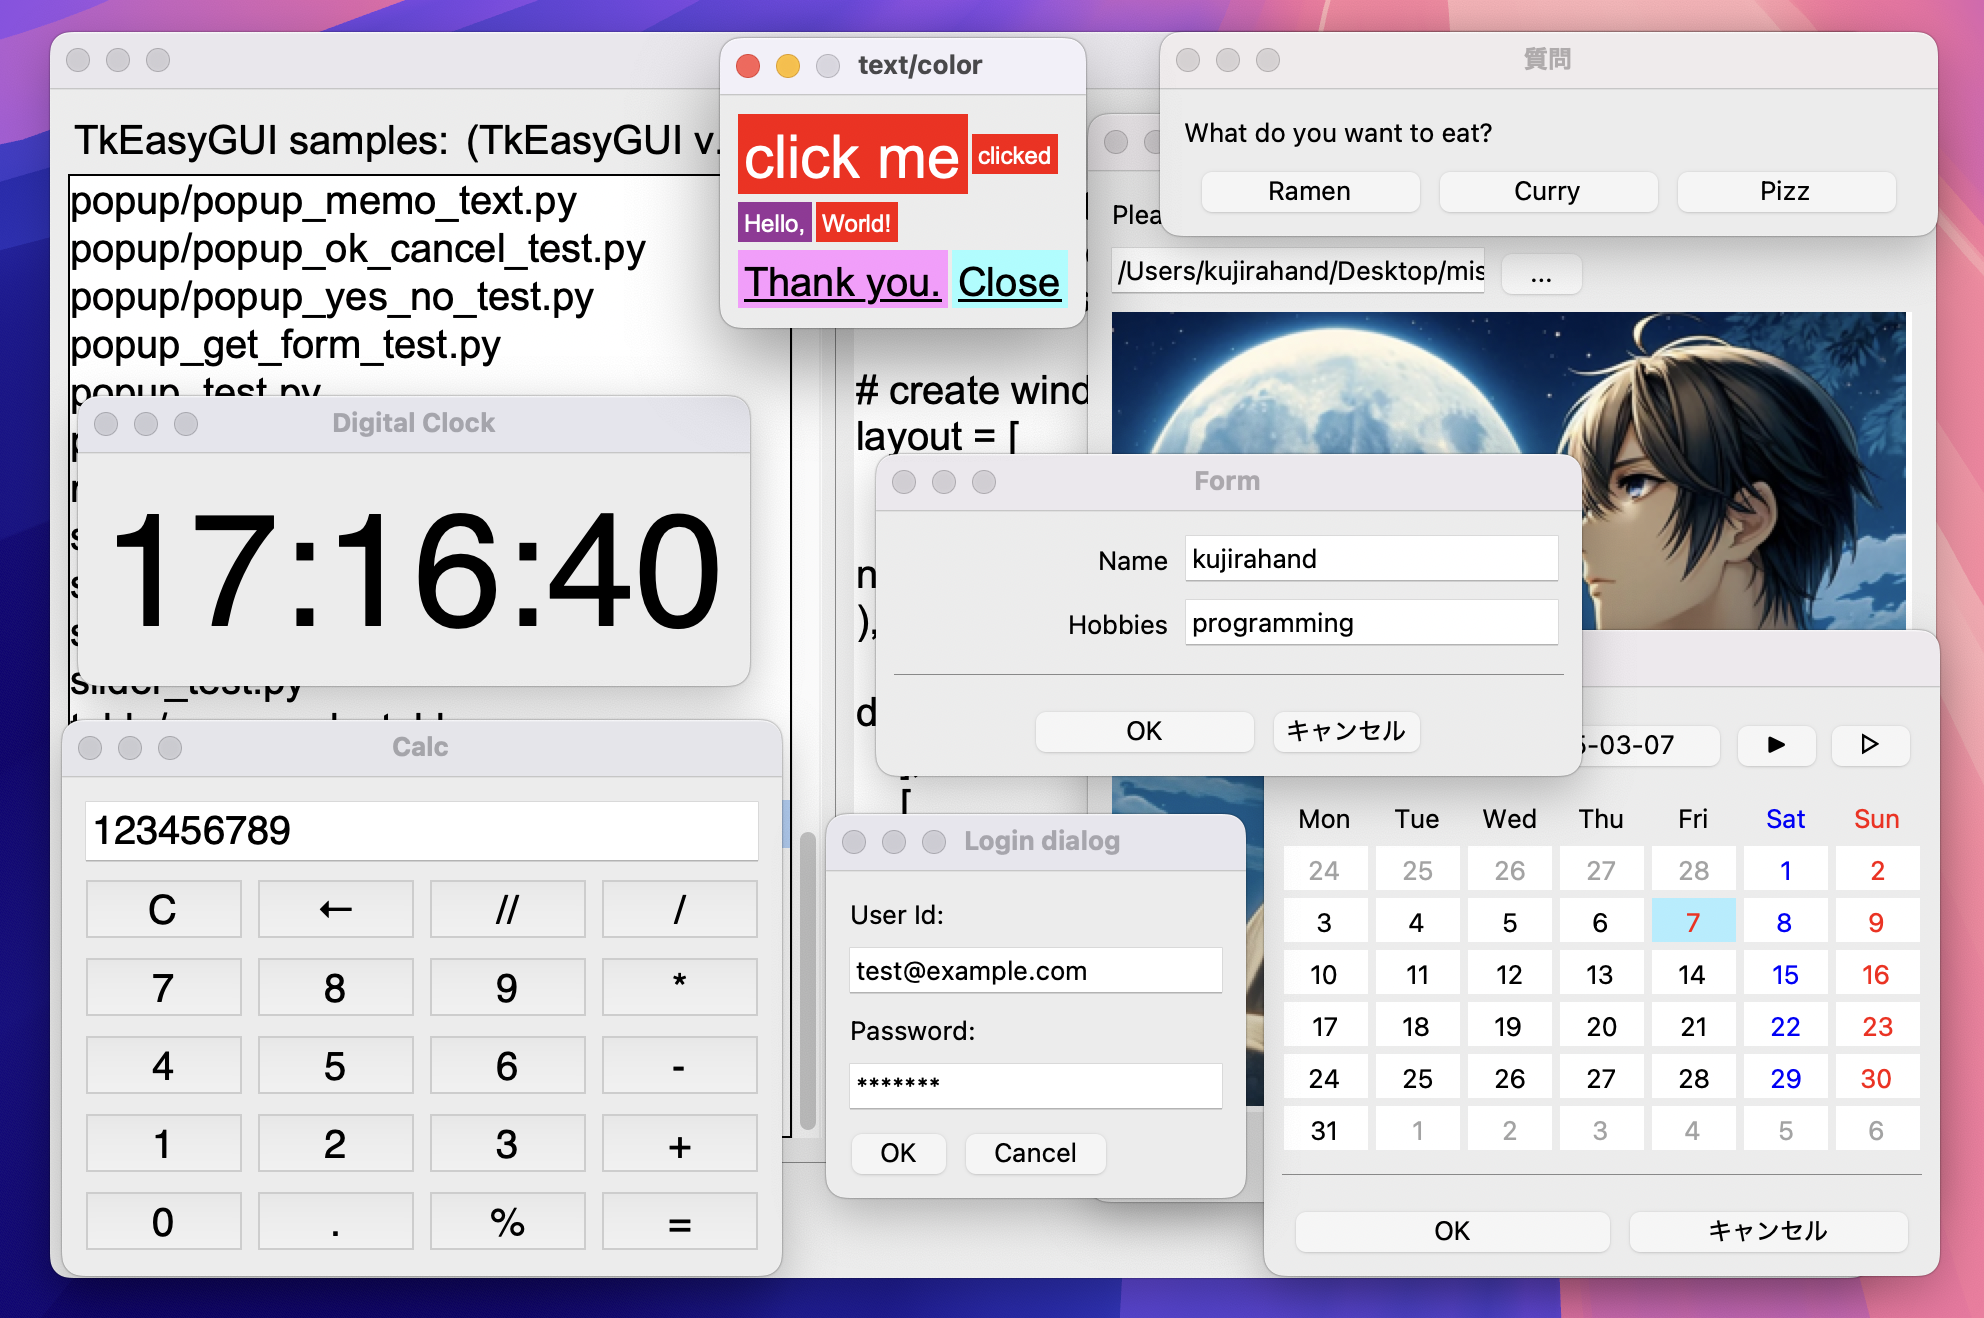 TkEasyGUI samples: (TkEasyGUI v.
popup/popup_memo_text.py
popup/popup_ok_cancel_test.py
popup/popup_yes_no_test.py
popup_get_form_test.py
popup_test.py
slider_test.py
text/color
click me clicked
Hello, World!
Thank you. Close
質問
What do you want to eat?
Ramen Curry Pizz
/Users/kujirahand/Desktop/mis
...
# create wind
layout = [
n
),
d
[
Digital Clock
17:16:40
Form
Name kujirahand
Hobbies programming
OK キャンセル
Calc
123456789
C ← // /
7 8 9 *
4 5 6 -
1 2 3 +
0 . % =
Login dialog
User Id:
test@example.com
Password:
*******
OK Cancel
5-03-07 ▶ ▷
Mon Tue Wed Thu Fri Sat Sun
24 25 26 27 28 1 2
3 4 5 6 7 8 9
10 11 12 13 14 15 16
17 18 19 20 21 22 23
24 25 26 27 28 29 30
31 1 2 3 4 5 6
OK キャンセル